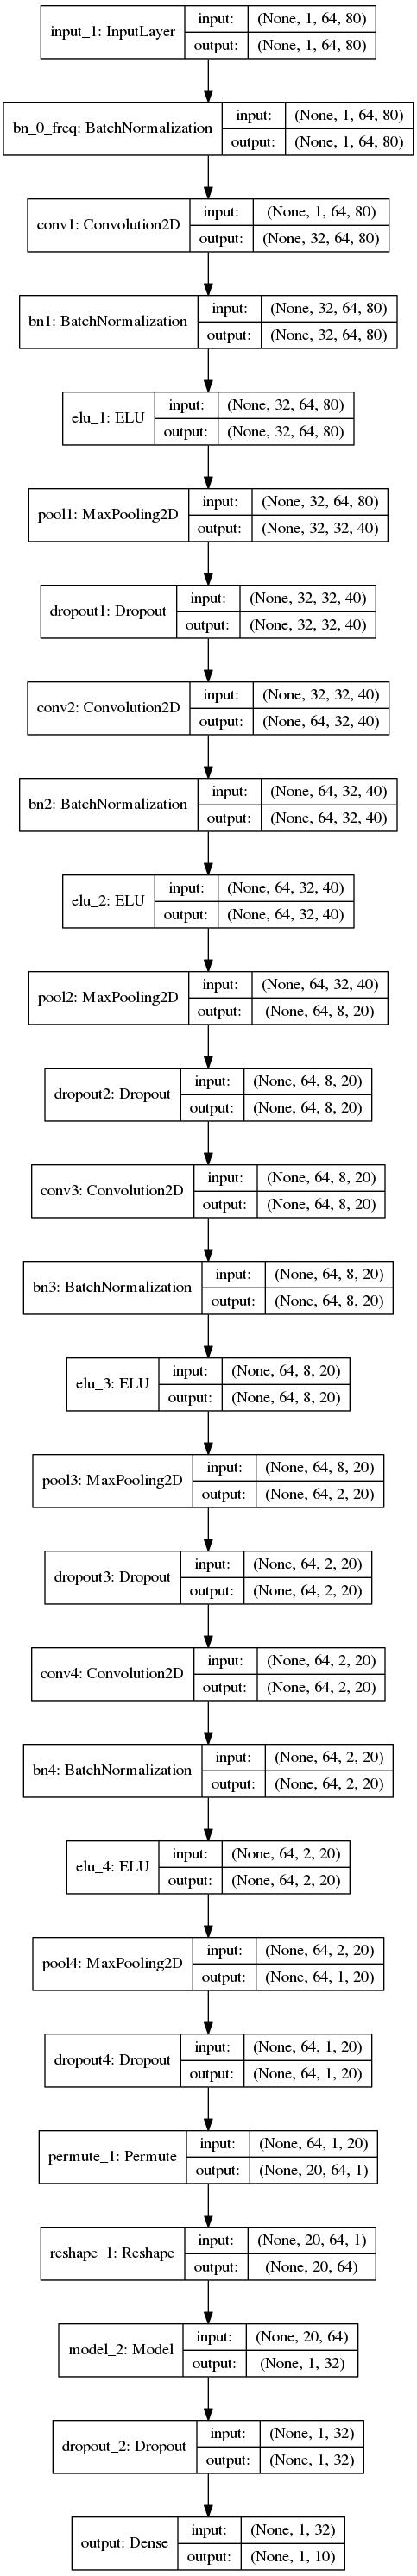 input_1: InputLayer
input: (None, 1, 64, 80)
output: (None, 1, 64, 80)
bn_0_freq: BatchNormalization
input: (None, 1, 64, 80)
output: (None, 1, 64, 80)
conv1: Convolution2D
input: (None, 1, 64, 80)
output: (None, 32, 64, 80)
bn1: BatchNormalization
input: (None, 32, 64, 80)
output: (None, 32, 64, 80)
elu_1: ELU
input: (None, 32, 64, 80)
output: (None, 32, 64, 80)
pool1: MaxPooling2D
input: (None, 32, 64, 80)
output: (None, 32, 32, 40)
dropout1: Dropout
input: (None, 32, 32, 40)
output: (None, 32, 32, 40)
conv2: Convolution2D
input: (None, 32, 32, 40)
output: (None, 64, 32, 40)
bn2: BatchNormalization
input: (None, 64, 32, 40)
output: (None, 64, 32, 40)
elu_2: ELU
input: (None, 64, 32, 40)
output: (None, 64, 32, 40)
pool2: MaxPooling2D
input: (None, 64, 32, 40)
output: (None, 64, 8, 20)
dropout2: Dropout
input: (None, 64, 8, 20)
output: (None, 64, 8, 20)
conv3: Convolution2D
input: (None, 64, 8, 20)
output: (None, 64, 8, 20)
bn3: BatchNormalization
input: (None, 64, 8, 20)
output: (None, 64, 8, 20)
elu_3: ELU
input: (None, 64, 8, 20)
output: (None, 64, 8, 20)
pool3: MaxPooling2D
input: (None, 64, 8, 20)
output: (None, 64, 2, 20)
dropout3: Dropout
input: (None, 64, 2, 20)
output: (None, 64, 2, 20)
conv4: Convolution2D
input: (None, 64, 2, 20)
output: (None, 64, 2, 20)
bn4: BatchNormalization
input: (None, 64, 2, 20)
output: (None, 64, 2, 20)
elu_4: ELU
input: (None, 64, 2, 20)
output: (None, 64, 2, 20)
pool4: MaxPooling2D
input: (None, 64, 2, 20)
output: (None, 64, 1, 20)
dropout4: Dropout
input: (None, 64, 1, 20)
output: (None, 64, 1, 20)
permute_1: Permute
input: (None, 64, 1, 20)
output: (None, 20, 64, 1)
reshape_1: Reshape
input: (None, 20, 64, 1)
output: (None, 20, 64)
model_2: Model
input: (None, 20, 64)
output: (None, 1, 32)
dropout_2: Dropout
input: (None, 1, 32)
output: (None, 1, 32)
output: Dense
input: (None, 1, 32)
output: (None, 1, 10)